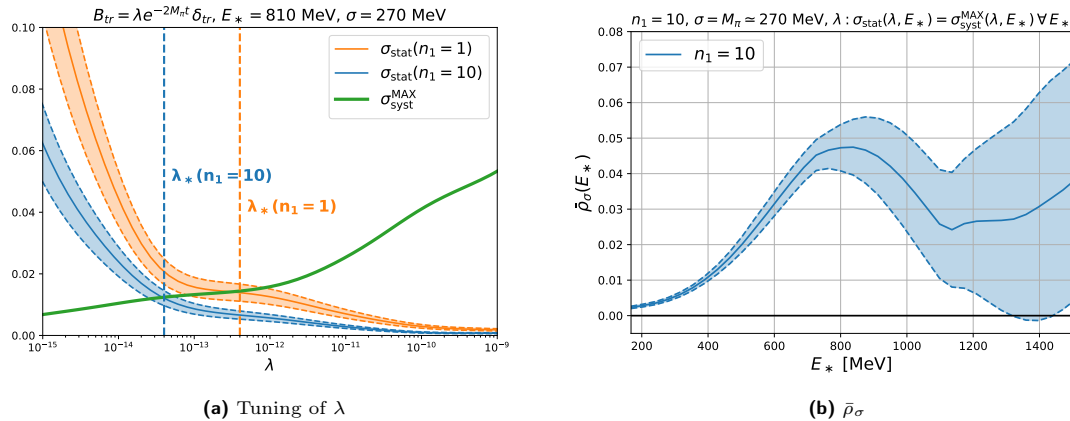 B_{tr} = λe^{−2M_π t} δ_{tr}, E_* = 810 MeV, σ = 270 MeV
0.10
0.08
0.06
0.04
0.02
0.00
σ_stat(n_1 = 1)
σ_stat(n_1 = 10)
σ_syst^MAX
λ_*(n_1 = 10)
λ_*(n_1 = 1)
10^{−15} 10^{−14} 10^{−13} 10^{−12} 10^{−11} 10^{−10} 10^{−9}
λ
(a) Tuning of λ
n_1 = 10, σ = M_π ≃ 270 MeV, λ : σ_stat(λ, E_*) = σ_syst^MAX(λ, E_*) ∀ E_*
n_1 = 10
0.08
0.07
0.06
0.05
0.04
0.03
0.02
0.01
0.00
ρ̄_σ(E_*)
200 400 600 800 1000 1200 1400
E_* [MeV]
(b) ρ̄_σ